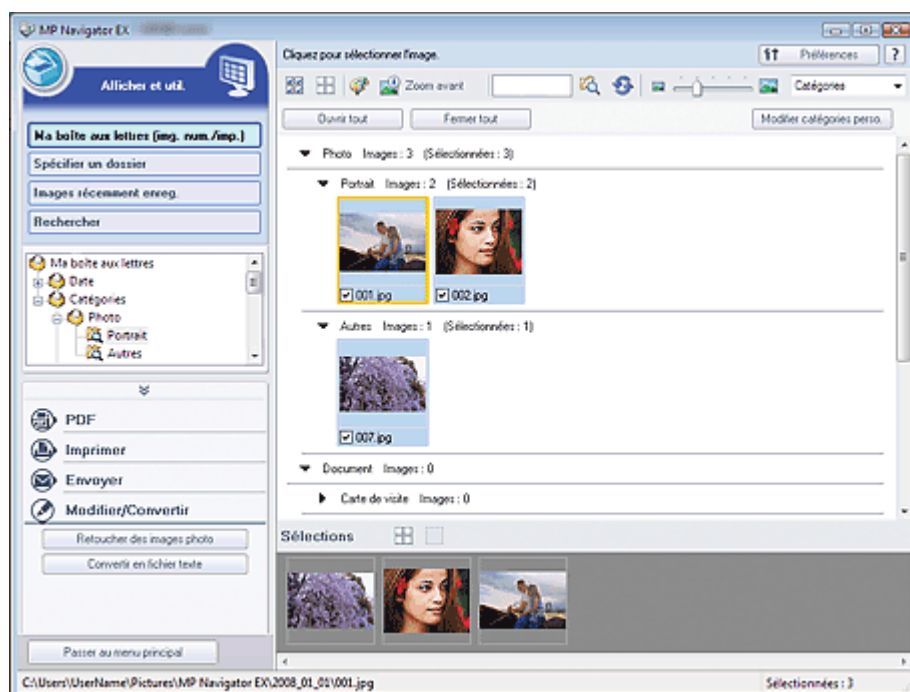 MP Navigator EX
Afficher et util.
Ma boîte aux lettres (img. num./imp.)
Spécifier un dossier
Images récemment enreg.
Rechercher
Ma boîte aux lettres
Date
Catégories
Photo
Portrait
Autres
PDF
Imprimer
Envoyer
Modifier/Convertir
Retoucher des images photo
Convertir en fichier texte
Passer au menu principal
Cliquez pour sélectionner l'image.
Préférences
?
Zoom avant
Catégories
Ouvrir tout
Fermer tout
Modifier catégories perso.
Photo Images : 3 (Sélectionnées : 3)
Portrait Images : 2 (Sélectionnées : 2)
001.jpg
002.jpg
Autres Images : 1 (Sélectionnées : 1)
007.jpg
Document Images : 0
Carte de visite Images : 0
Sélections
C:\Users\UserName\Pictures\MP Navigator EX\2008_01_01\001.jpg
Sélectionnées : 3